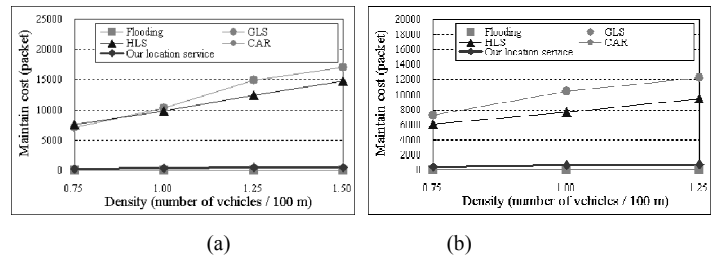 Maintain cost (packet)
25000
20000
15000
10000
5000
0
Flooding GLS
HLS CAR
Our location service
0.75 1.00 1.25 1.50
Density (number of vehicles / 100 m)
(a)
Maintain cost (packet)
20000
18000
16000
14000
12000
10000
8000
6000
4000
2000
0
Flooding GLS
HLS CAR
Our location service
0.75 1.00 1.25
Density (number of vehicles / 100 m)
(b)